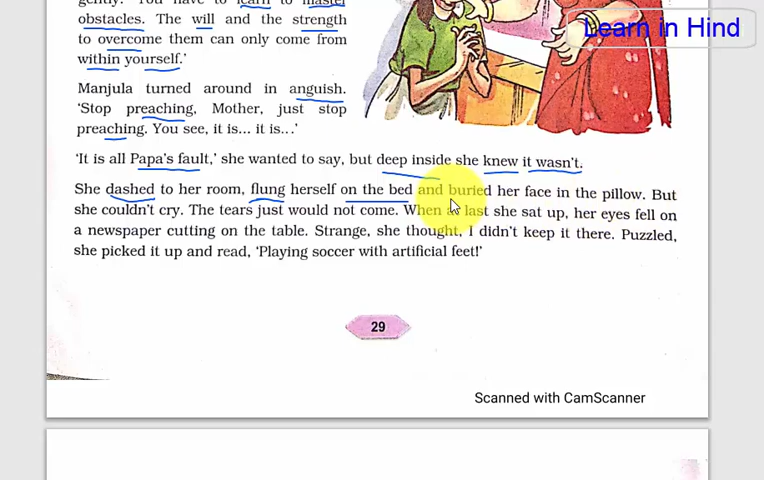 gently. 'You have to learn to master
obstacles. The will and the strength
to overcome them can only come from
within yourself.'
Learn in Hind
Manjula turned around in anguish.
'Stop preaching, Mother, just stop
preaching. You see, it is... it is...'
'It is all Papa's fault,' she wanted to say, but deep inside she knew it wasn't.
She dashed to her room, flung herself on the bed and buried her face in the pillow. But
she couldn't cry. The tears just would not come. When at last she sat up, her eyes fell on
a newspaper cutting on the table. Strange, she thought, I didn't keep it there. Puzzled,
she picked it up and read, 'Playing soccer with artificial feet!'
29
Scanned with CamScanner